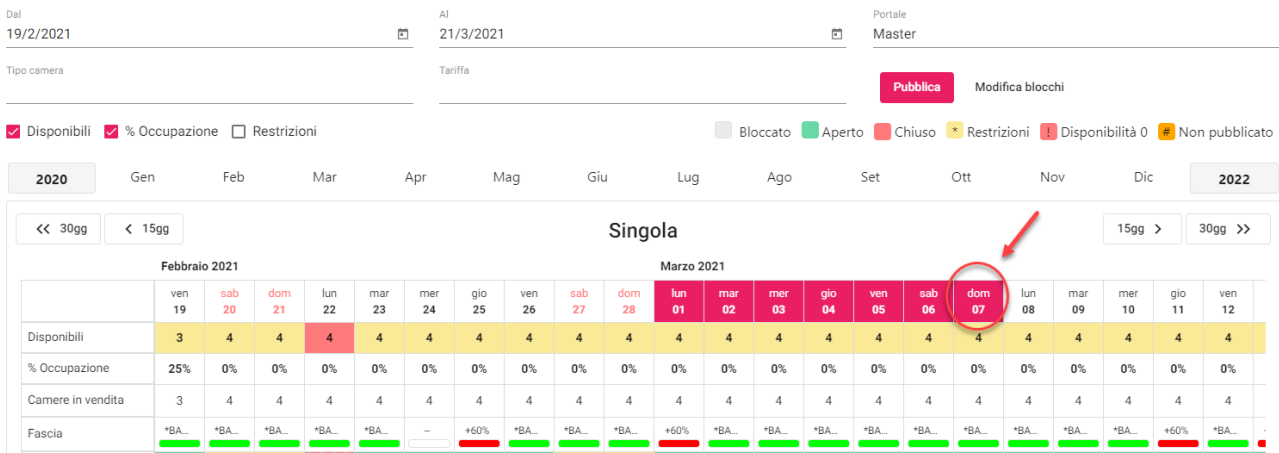 Dal Al Portale
19/2/2021 21/3/2021 Master
Tipo camera Tariffa
Pubblica Modifica blocchi
Disponibili % Occupazione Restrizioni Bloccato Aperto Chiuso * Restrizioni ! Disponibilità 0 # Non pubblicato
2020 Gen Feb Mar Apr Mag Giu Lug Ago Set Ott Nov Dic 2022
<< 30gg < 15gg Singola 15gg > 30gg >>
Febbraio 2021 Marzo 2021
ven sab dom lun mar mer gio ven sab dom lun mar mer gio ven sab dom lun mar mer gio ven
19 20 21 22 23 24 25 26 27 28 01 02 03 04 05 06 07 08 09 10 11 12
Disponibili 3 4 4 4 4 4 4 4 4 4 4 4 4 4 4 4 4 4 4 4 4 4
% Occupazione 25% 0% 0% 0% 0% 0% 0% 0% 0% 0% 0% 0% 0% 0% 0% 0% 0% 0% 0% 0% 0% 0%
Camere in vendita 3 4 4 4 4 4 4 4 4 4 4 4 4 4 4 4 4 4 4 4 4 4
Fascia *BA... *BA... *BA... *BA... *BA... -- +60% *BA... *BA... *BA... +60% *BA... *BA... *BA... *BA... *BA... *BA... *BA... *BA... *BA... +60% *BA...